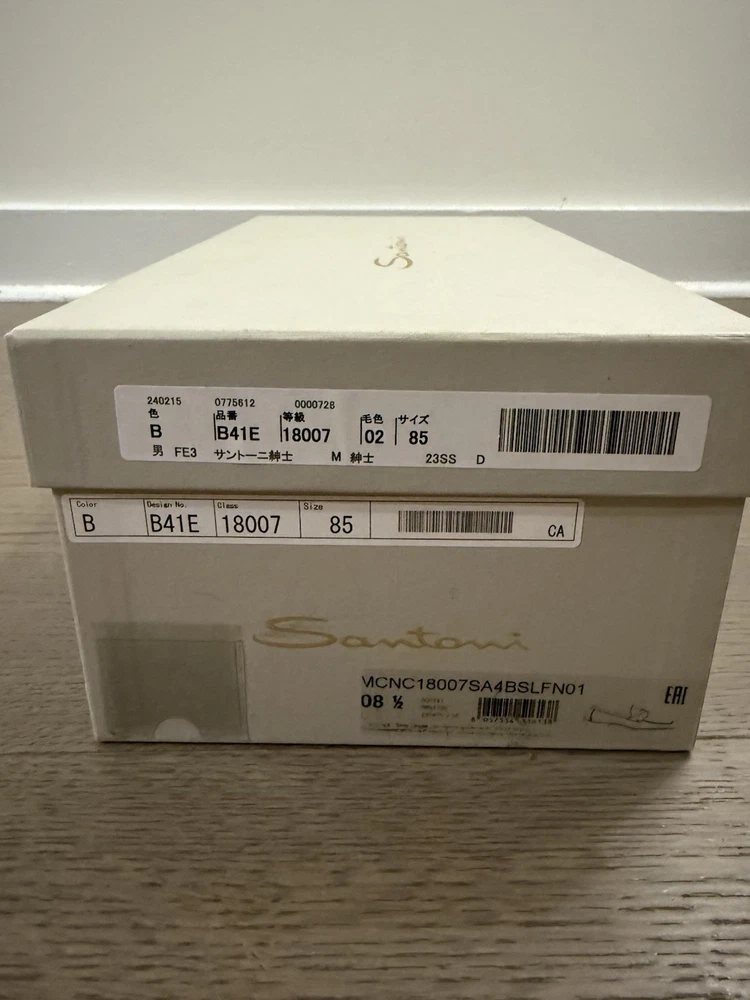 Santoni
240215 0775612 0000728
色 品番 等級 毛色 サイズ
B B41E 18007 02 85
男 FE3 サントーニ紳士 M 紳士 23SS D
Color Design No. Class Size
B B41E 18007 85 CA
Santoni
MCNC18007SA4BSLFN01
08 ½
EAC